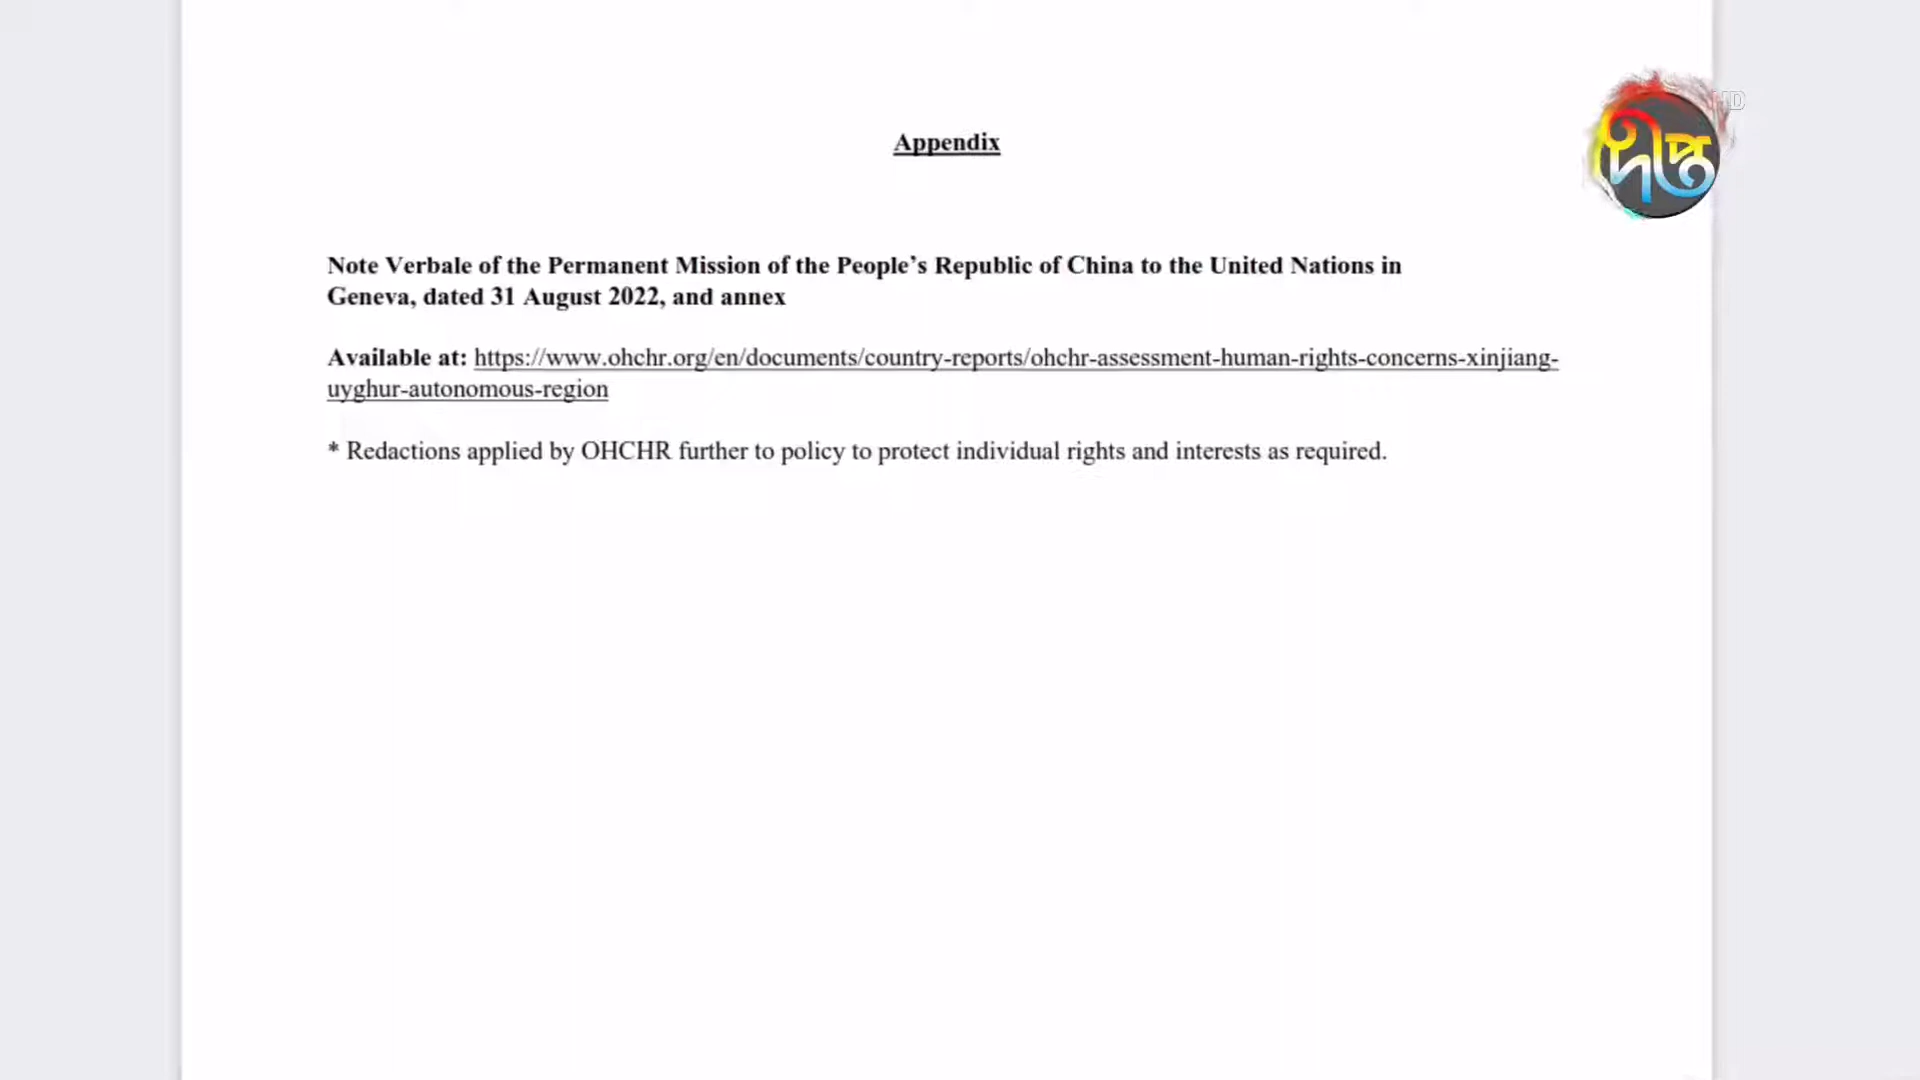 Appendix
দীপ্ত
HD
Note Verbale of the Permanent Mission of the People’s Republic of China to the United Nations in
Geneva, dated 31 August 2022, and annex
Available at: https://www.ohchr.org/en/documents/country-reports/ohchr-assessment-human-rights-concerns-xinjiang-
uyghur-autonomous-region
* Redactions applied by OHCHR further to policy to protect individual rights and interests as required.